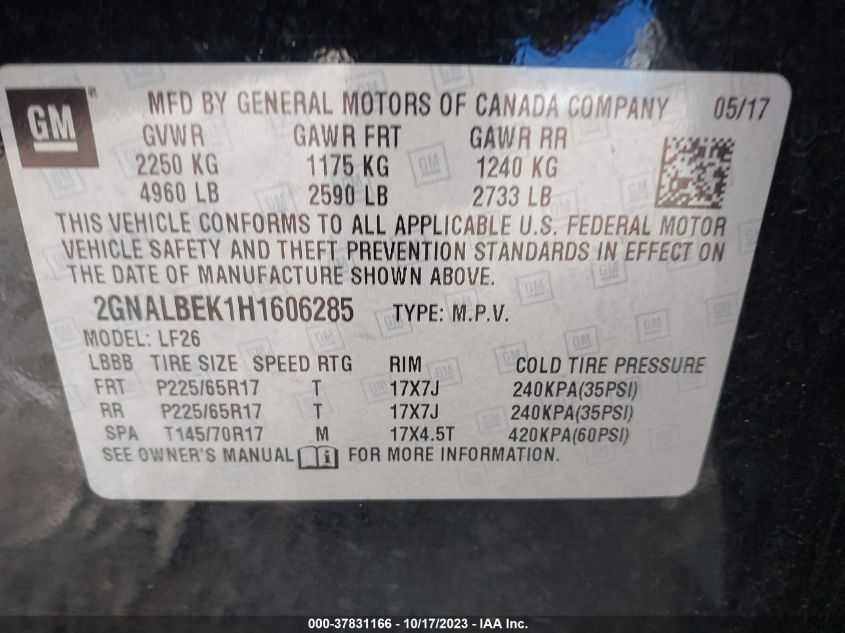 GM® MFD BY GENERAL MOTORS OF CANADA COMPANY 05/17
GVWR GAWR FRT GAWR RR
2250 KG 1175 KG 1240 KG
4960 LB 2590 LB 2733 LB
THIS VEHICLE CONFORMS TO ALL APPLICABLE U.S. FEDERAL MOTOR
VEHICLE SAFETY AND THEFT PREVENTION STANDARDS IN EFFECT ON
THE DATE OF MANUFACTURE SHOWN ABOVE.
2GNALBEK1H1606285 TYPE: M.P.V.
MODEL: LF26
LBBB TIRE SIZE SPEED RTG RIM COLD TIRE PRESSURE
FRT P225/65R17 T 17X7J 240KPA(35PSI)
RR P225/65R17 T 17X7J 240KPA(35PSI)
SPA T145/70R17 M 17X4.5T 420KPA(60PSI)
SEE OWNER'S MANUAL i FOR MORE INFORMATION.
000-37831166 - 10/17/2023 - IAA Inc.